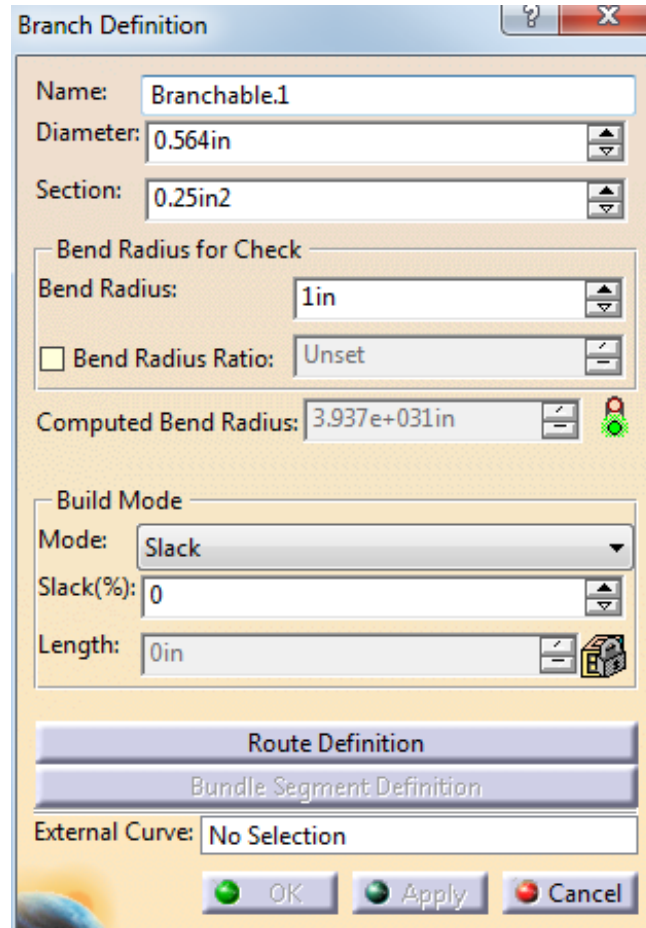 Branch Definition
Name: Branchable.1
Diameter: 0.564in
Section: 0.25in2
Bend Radius for Check
Bend Radius: 1in
Bend Radius Ratio: Unset
Computed Bend Radius: 3.937e+031in
Build Mode
Mode: Slack
Slack(%): 0
Length: 0in
Route Definition
Bundle Segment Definition
External Curve: No Selection
OK Apply Cancel